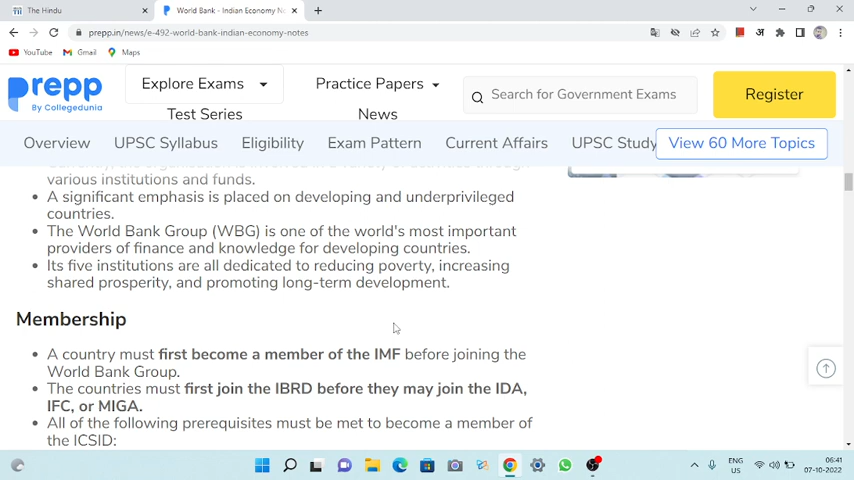 The Hindu
World Bank - Indian Economy No
prepp.in/news/e-492-world-bank-indian-economy-notes
YouTube
Gmail
Maps
prepp
By Collegedunia
Explore Exams
Practice Papers
Search for Government Exams
Register
Test Series
News
Overview
UPSC Syllabus
Eligibility
Exam Pattern
Current Affairs
UPSC Study
View 60 More Topics
various institutions and funds.
A significant emphasis is placed on developing and underprivileged
countries.
The World Bank Group (WBG) is one of the world's most important
providers of finance and knowledge for developing countries.
Its five institutions are all dedicated to reducing poverty, increasing
shared prosperity, and promoting long-term development.
Membership
A country must first become a member of the IMF before joining the
World Bank Group.
The countries must first join the IBRD before they may join the IDA,
IFC, or MIGA.
All of the following prerequisites must be met to become a member of
the ICSID:
ENG
US
06:41
07-10-2022